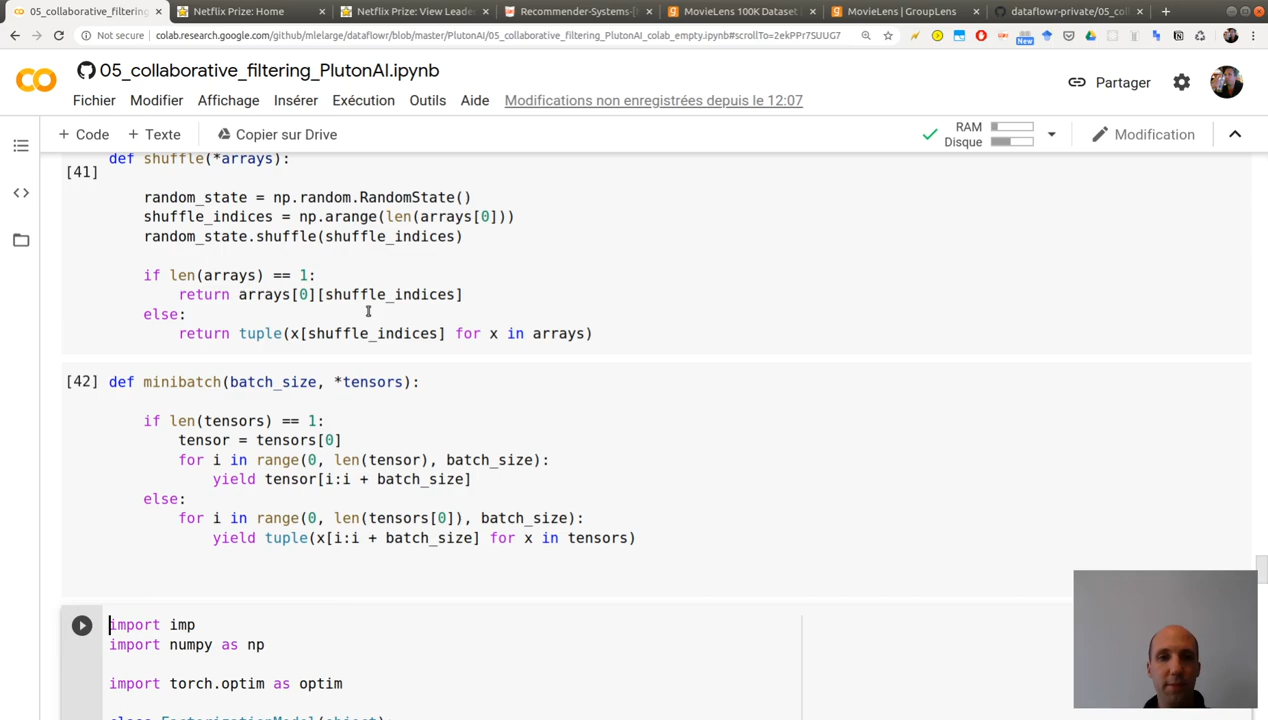 05_collaborative_filtering_
Netflix Prize: Home
Netflix Prize: View Leade
Recommender-Systems-[
MovieLens 100K Dataset
MovieLens | GroupLens
dataflowr-private/05_col
Not secure | colab.research.google.com/github/mlelarge/dataflowr/blob/master/PlutonAI/05_collaborative_filtering_PlutonAI_colab_empty.ipynb#scrollTo=2ekPPr7SUUG7
New
05_collaborative_filtering_PlutonAI.ipynb
Partager
Fichier Modifier Affichage Insérer Exécution Outils Aide Modifications non enregistrées depuis le 12:07
+ Code + Texte Copier sur Drive
RAM
Disque
Modification
def shuffle(*arrays):
[41]
random_state = np.random.RandomState()
shuffle_indices = np.arange(len(arrays[0]))
random_state.shuffle(shuffle_indices)
if len(arrays) == 1:
return arrays[0][shuffle_indices]
else:
return tuple(x[shuffle_indices] for x in arrays)
[42] def minibatch(batch_size, *tensors):
if len(tensors) == 1:
tensor = tensors[0]
for i in range(0, len(tensor), batch_size):
yield tensor[i:i + batch_size]
else:
for i in range(0, len(tensors[0]), batch_size):
yield tuple(x[i:i + batch_size] for x in tensors)
import imp
import numpy as np
import torch.optim as optim
class FactorizationModel(object):